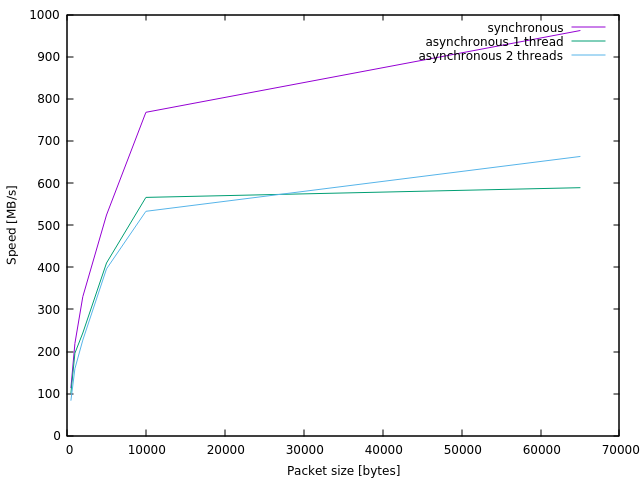 1000
900
800
700
600
500
400
300
200
100
0
Speed [MB/s]
synchronous
asynchronous 1 thread
asynchronous 2 threads
0 10000 20000 30000 40000 50000 60000 70000
Packet size [bytes]